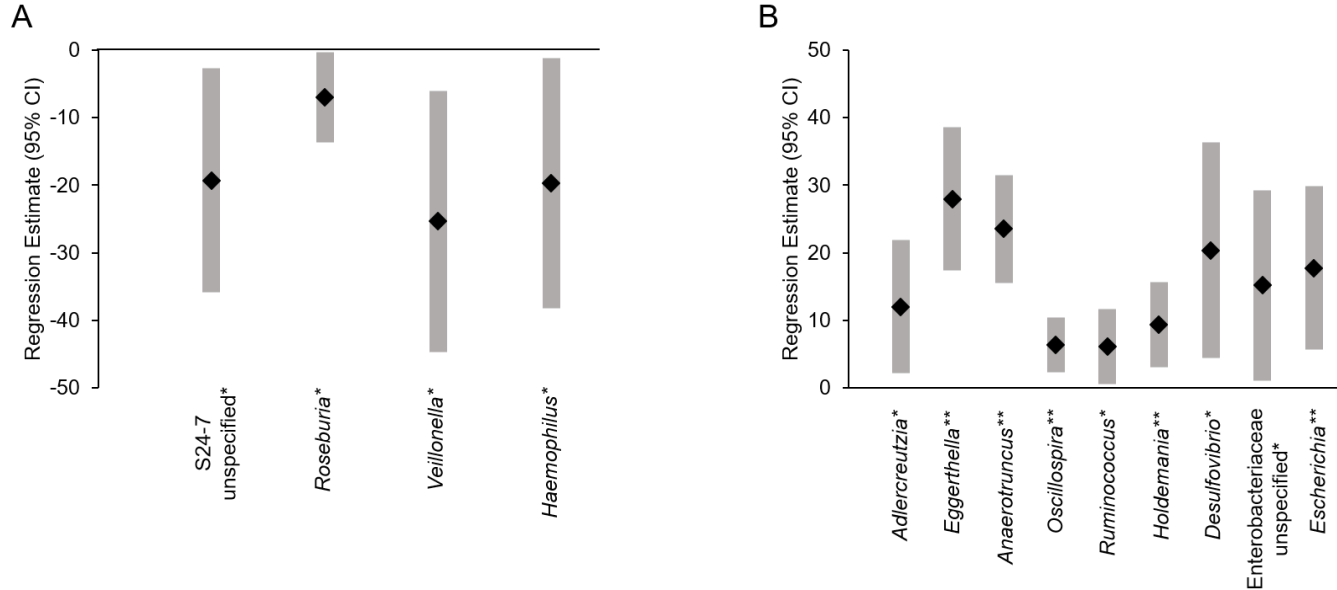 A
Regression Estimate (95% CI)
0
-10
-20
-30
-40
-50
S24-7
unspecified*
Roseburia*
Veillonella*
Haemophilus*
B
Regression Estimate (95% CI)
50
40
30
20
10
0
Adlercreutzia*
Eggerthella**
Anaerotruncus**
Oscillospira**
Ruminococcus*
Holdemania**
Desulfovibrio*
Enterobacteriaceae
unspecified*
Escherichia**